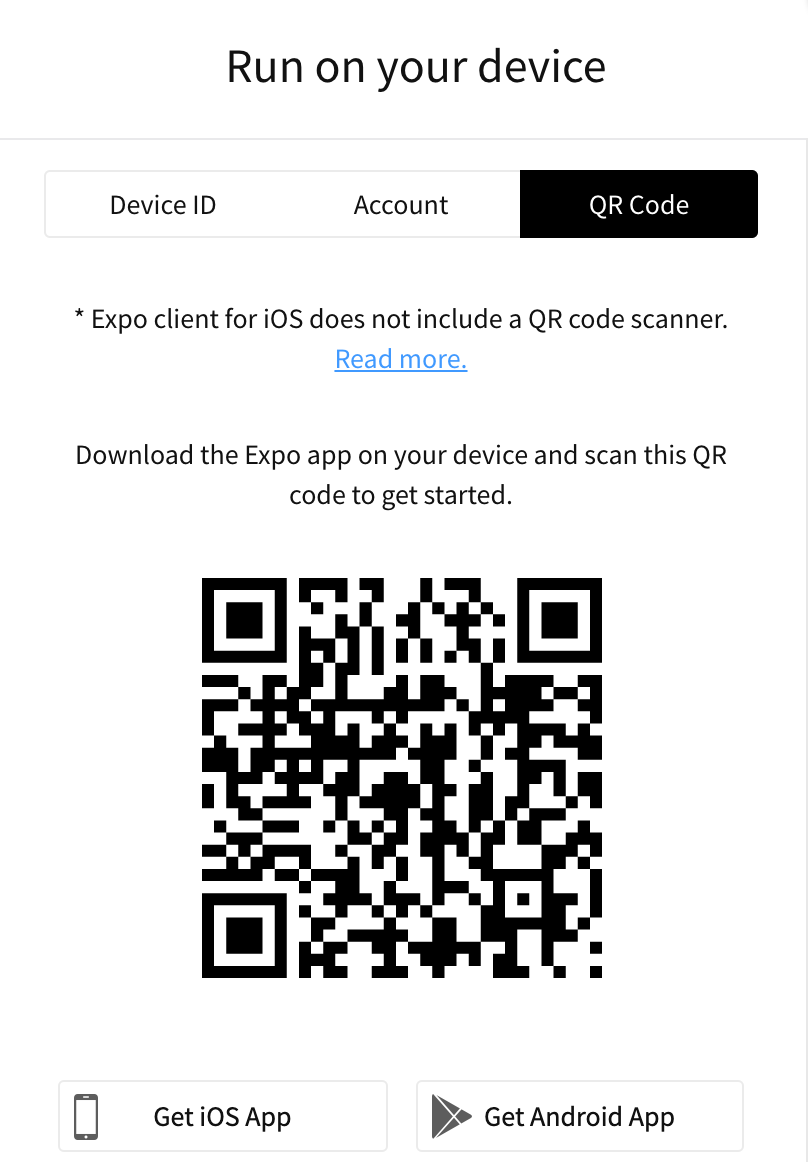 Run on your device
Device ID
Account
QR Code
* Expo client for iOS does not include a QR code scanner.
Read more.
Download the Expo app on your device and scan this QR
code to get started.
Get iOS App
Get Android App